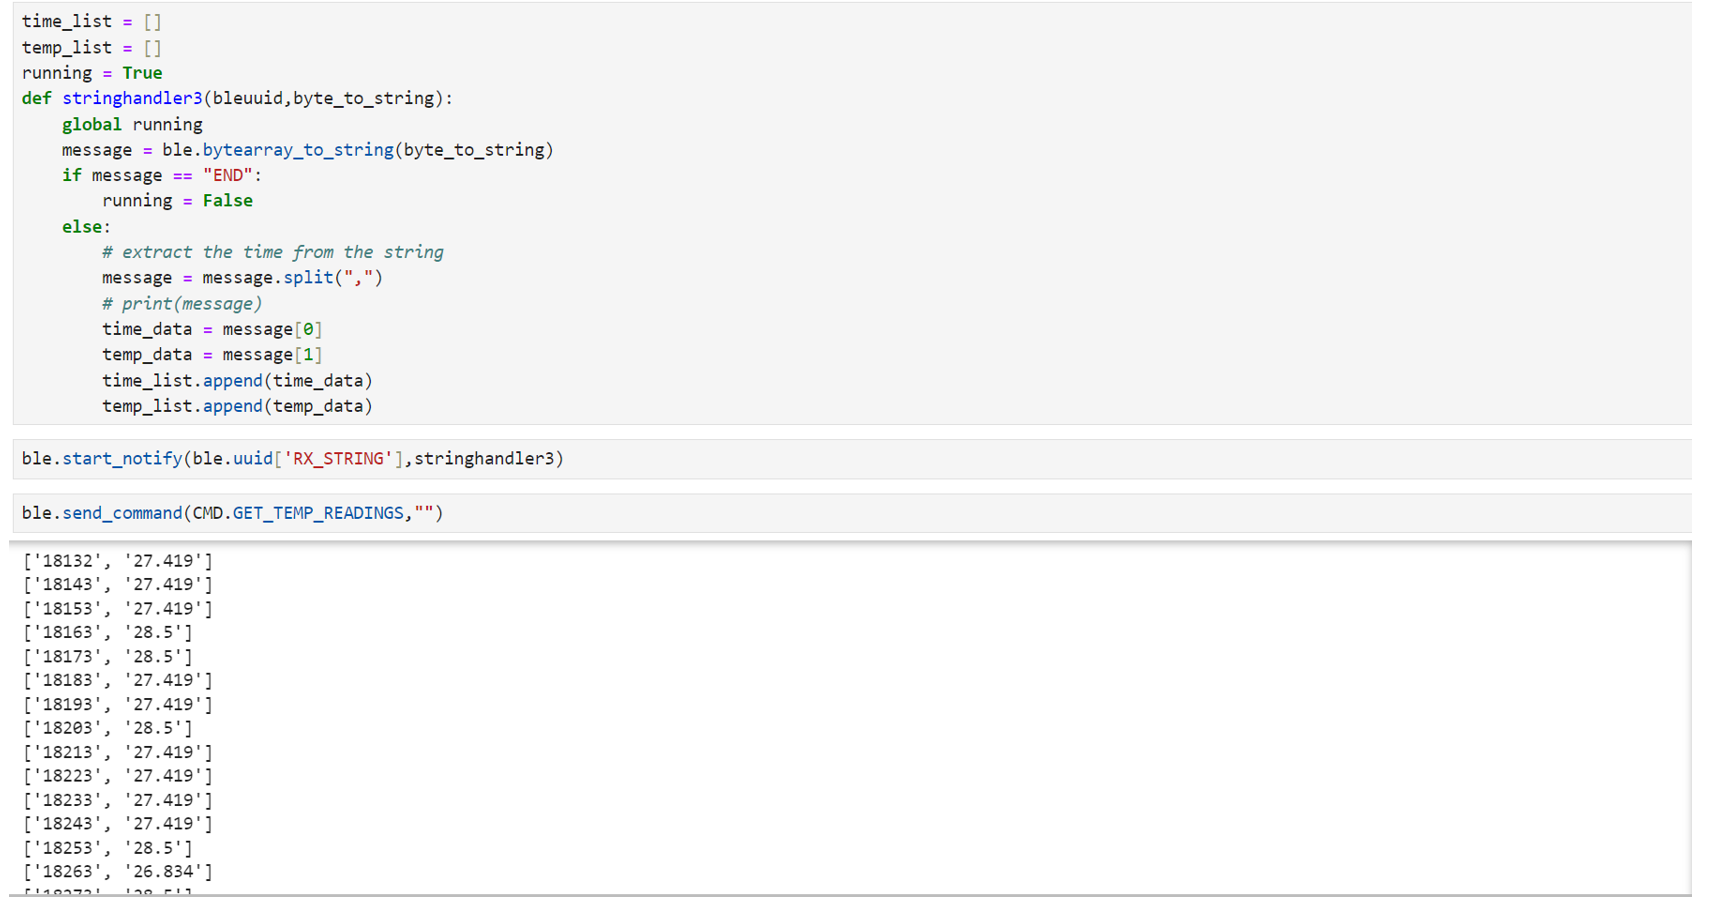 time_list = []
temp_list = []
running = True
def stringhandler3(bleuuid,byte_to_string):
    global running
    message = ble.bytearray_to_string(byte_to_string)
    if message == "END":
        running = False
    else:
        # extract the time from the string
        message = message.split(",")
        # print(message)
        time_data = message[0]
        temp_data = message[1]
        time_list.append(time_data)
        temp_list.append(temp_data)
ble.start_notify(ble.uuid['RX_STRING'],stringhandler3)
ble.send_command(CMD.GET_TEMP_READINGS,"")
['18132', '27.419']
['18143', '27.419']
['18153', '27.419']
['18163', '28.5']
['18173', '28.5']
['18183', '27.419']
['18193', '27.419']
['18203', '28.5']
['18213', '27.419']
['18223', '27.419']
['18233', '27.419']
['18243', '27.419']
['18253', '28.5']
['18263', '26.834']
['18273', '28.5']